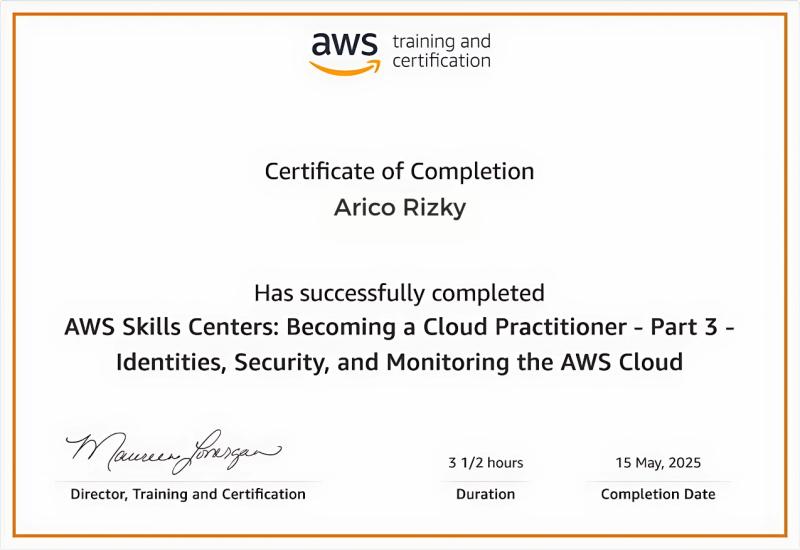 aws training and
certification
Certificate of Completion
Arico Rizky
Has successfully completed
AWS Skills Centers: Becoming a Cloud Practitioner - Part 3 -
Identities, Security, and Monitoring the AWS Cloud
Maureen Lonergan
3 1/2 hours
15 May, 2025
Director, Training and Certification
Duration
Completion Date